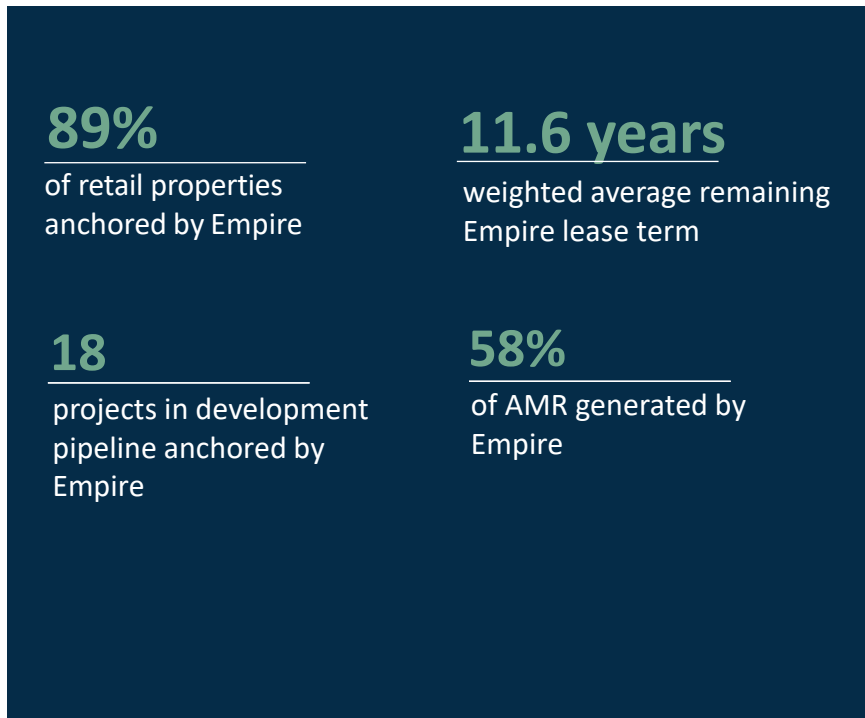 89%
of retail properties
anchored by Empire
11.6 years
weighted average remaining
Empire lease term
18
projects in development
pipeline anchored by
Empire
58%
of AMR generated by
Empire